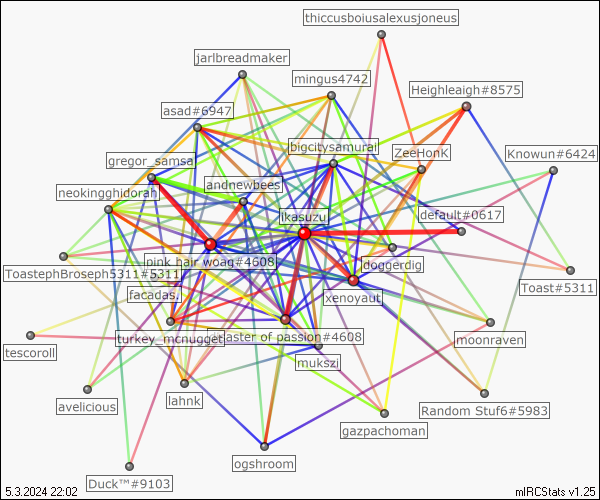 thiccusboiusalexusjoneus
jarlbreadmaker
mingus4742
Heighleaigh#8575
asad#6947
bigcitysamurai
ZeeHonk
Knowun#6424
gregor_samsa
andnewbees
neokingghidorah
ikasuzu
default#0617
pink hair woag#4608
doggerdig
ToastephBroseph5311#5311
Toast#5311
facadas.
xenoyaut
turkey_mcnugget
aster of passion#4608
moonraven
tescoroll
mukszi
avelicious
lahnk
Random Stuf6#5983
gazpachoman
ogshroom
Duck™#9103
5.3.2024 22:02
mIRCStats v1.25